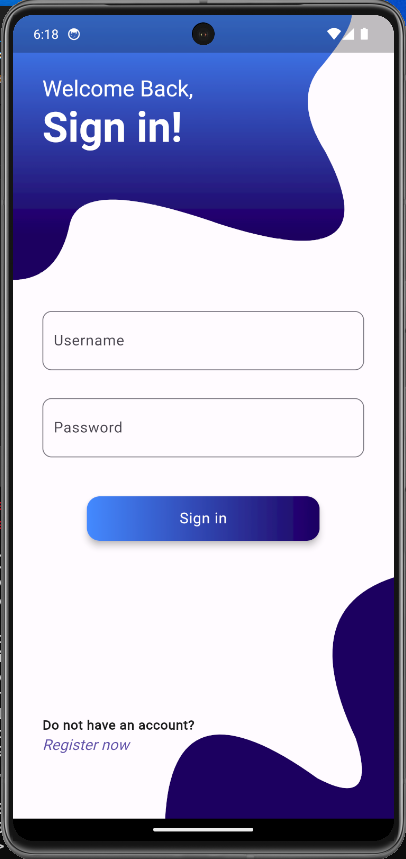 6:18
Welcome Back,
Sign in!
Username
Password
Sign in
Do not have an account?
Register now